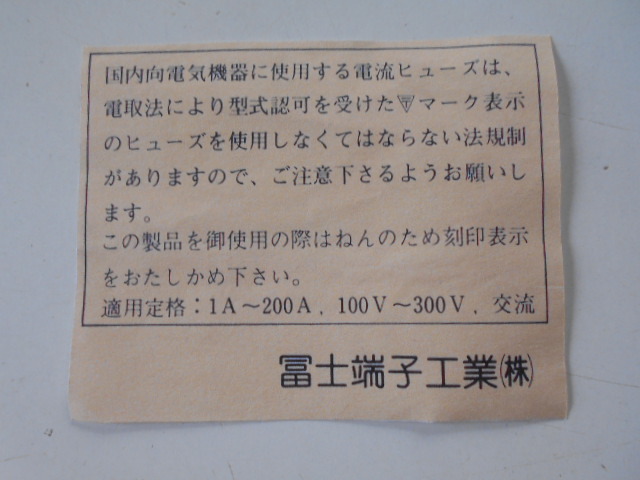 国内向電気機器に使用する電流ヒューズは、
電取法により型式認可を受けた▽〒マーク表示
のヒューズを使用しなくてはならない法規制
がありますので、ご注意下さるようお願いし
ます。
この製品を御使用の際はねんのため刻印表示
をおたしかめ下さい。
適用定格：1A～200A．100V～300V．交流
冨士端子工業㈱